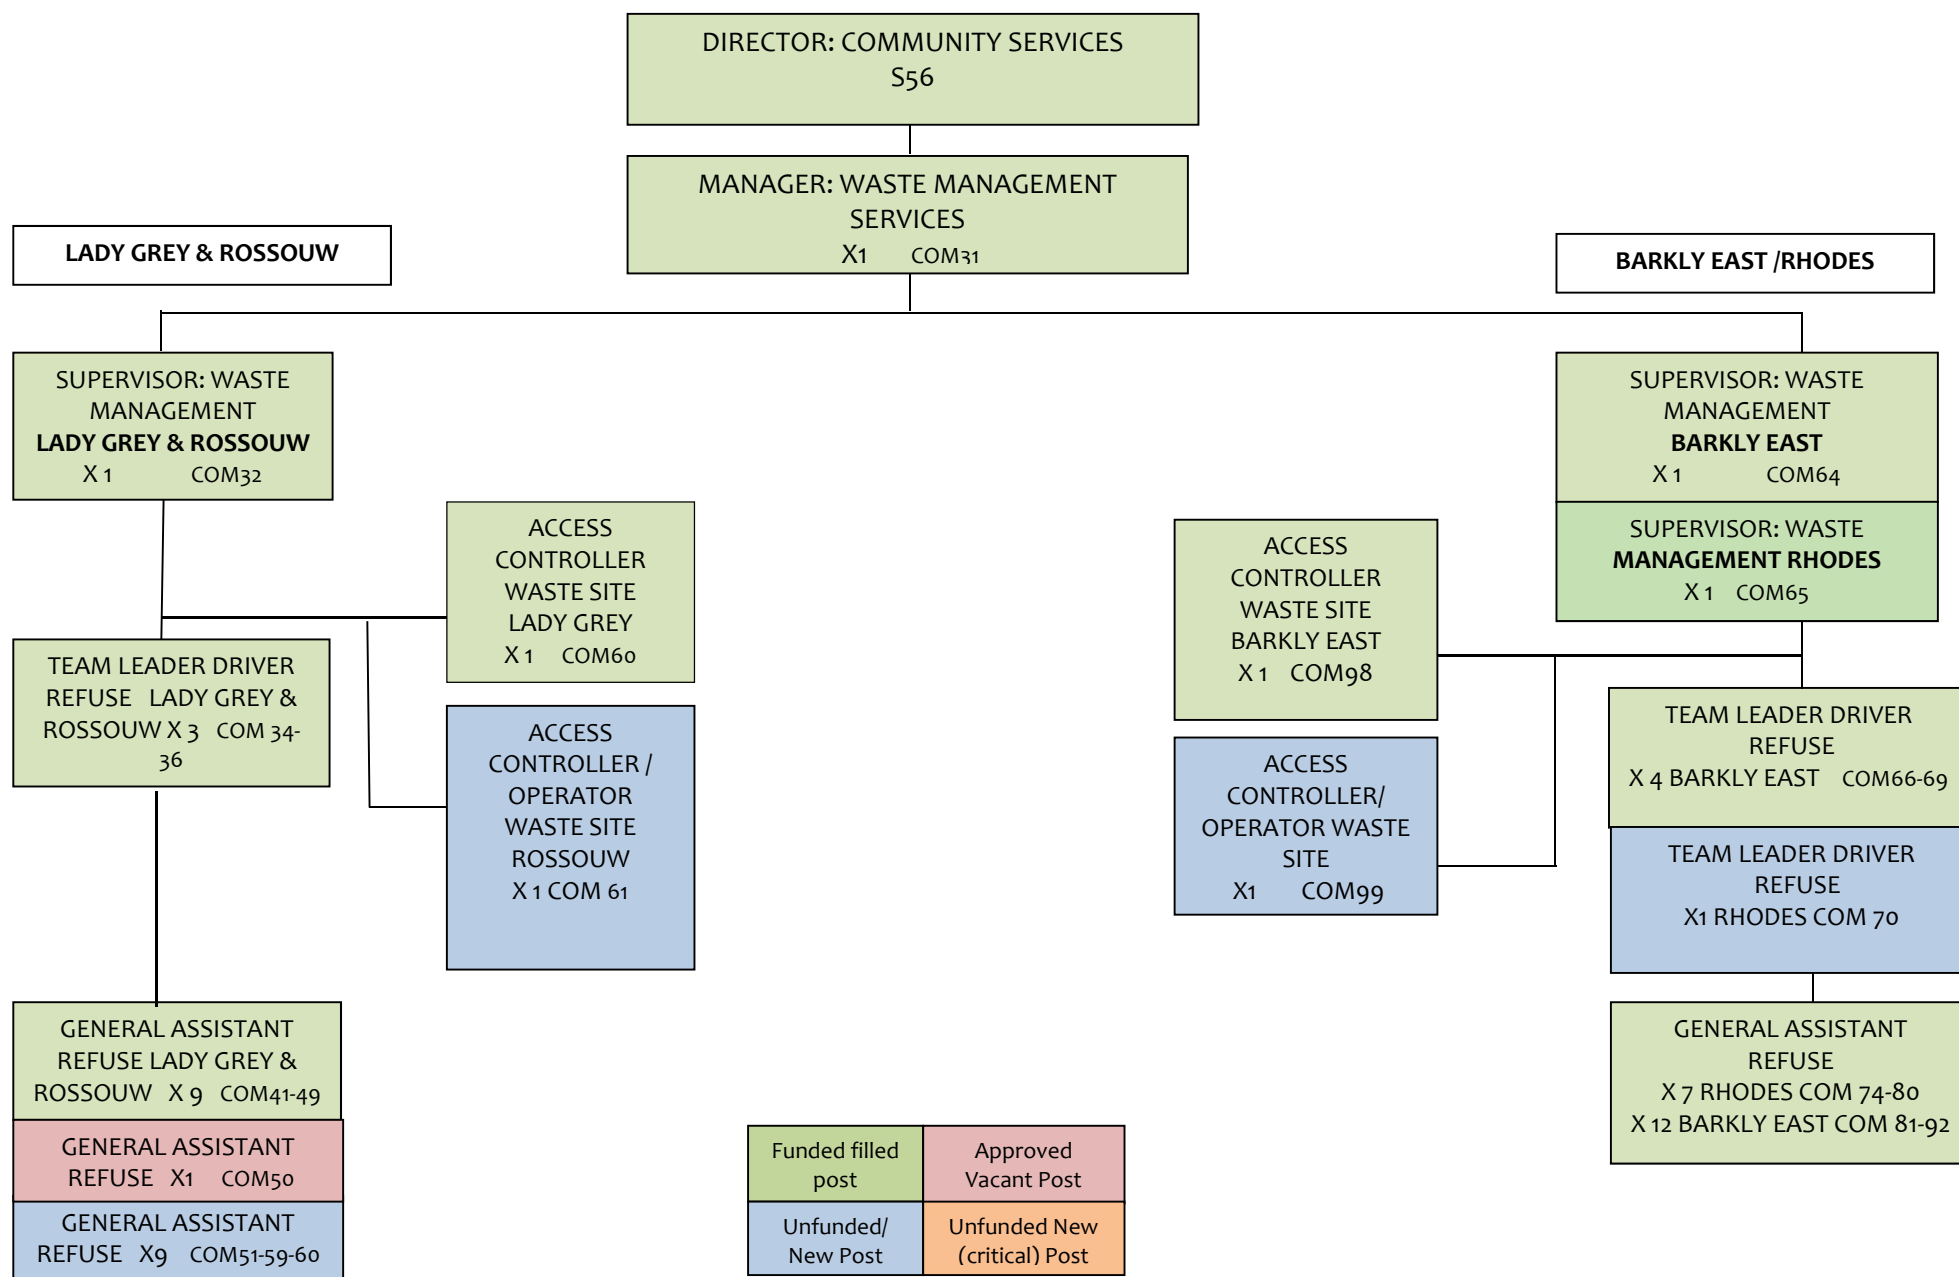 DIRECTOR: COMMUNITY SERVICES
S56
MANAGER: WASTE MANAGEMENT
SERVICES
X1 COM31
LADY GREY & ROSSOUW
BARKLY EAST /RHODES
SUPERVISOR: WASTE
MANAGEMENT
LADY GREY & ROSSOUW
X 1 COM32
SUPERVISOR: WASTE
MANAGEMENT
BARKLY EAST
X 1 COM64
SUPERVISOR: WASTE
MANAGEMENT RHODES
X 1 COM65
ACCESS
CONTROLLER
WASTE SITE
LADY GREY
X 1 COM60
ACCESS
CONTROLLER
WASTE SITE
BARKLY EAST
X 1 COM98
TEAM LEADER DRIVER
REFUSE LADY GREY &
ROSSOUW X 3 COM 34-
36
ACCESS
CONTROLLER /
OPERATOR
WASTE SITE
ROSSOUW
X 1 COM 61
ACCESS
CONTROLLER/
OPERATOR WASTE
SITE
X1 COM99
TEAM LEADER DRIVER
REFUSE
X 4 BARKLY EAST COM66-69
TEAM LEADER DRIVER
REFUSE
X1 RHODES COM 70
GENERAL ASSISTANT
REFUSE LADY GREY &
ROSSOUW X 9 COM41-49
GENERAL ASSISTANT
REFUSE X1 COM50
GENERAL ASSISTANT
REFUSE X9 COM51-59-60
GENERAL ASSISTANT
REFUSE
X 7 RHODES COM 74-80
X 12 BARKLY EAST COM 81-92
Funded filled
post
Approved
Vacant Post
Unfunded/
New Post
Unfunded New
(critical) Post